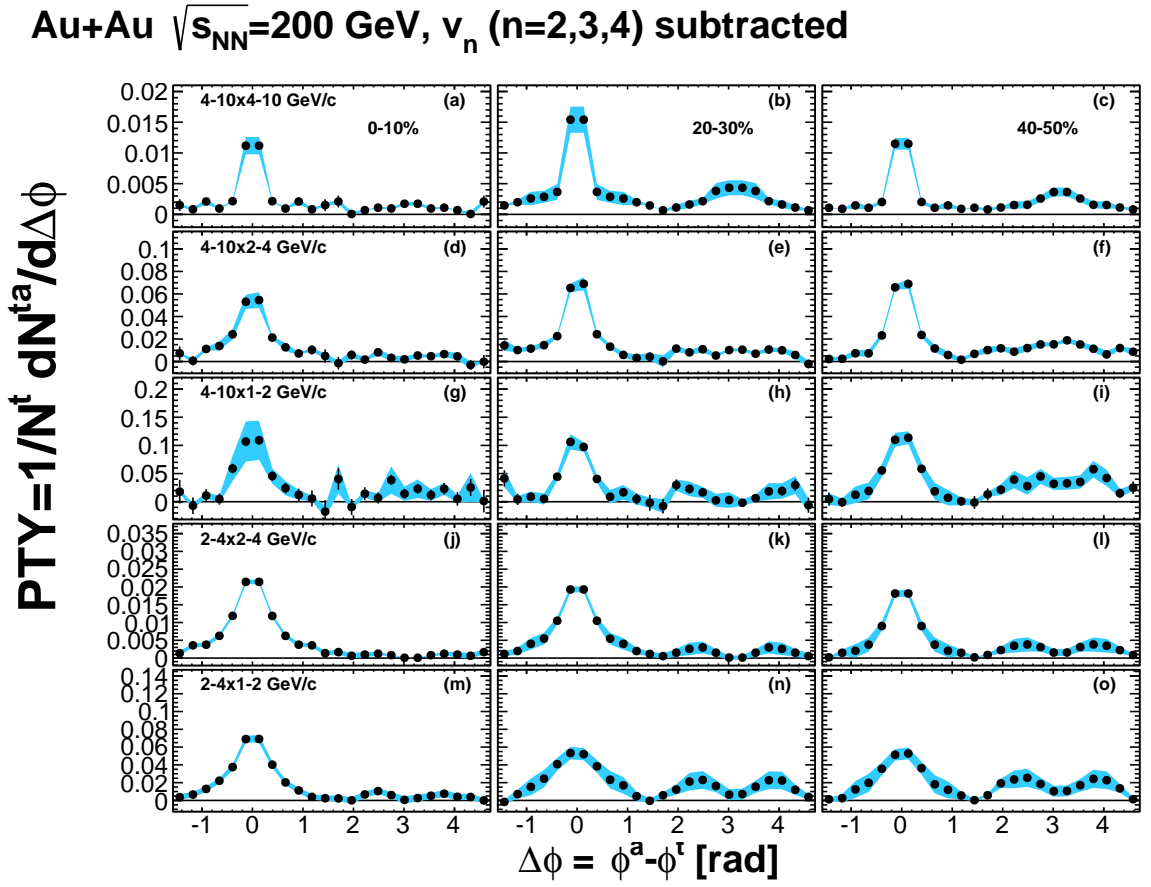 Au+Au √sNN=200 GeV, vn (n=2,3,4) subtracted
PTY=1/N^t dN^ta/dΔϕ
4-10x4-10 GeV/c (a) 0-10%
(b) 20-30%
(c) 40-50%
0.02
0.015
0.01
0.005
0
4-10x2-4 GeV/c (d)
(e)
(f)
0.1
0.08
0.06
0.04
0.02
0
4-10x1-2 GeV/c (g)
(h)
(i)
0.2
0.15
0.1
0.05
0
2-4x2-4 GeV/c (j)
(k)
(l)
0.035
0.03
0.025
0.02
0.015
0.01
0.005
0
2-4x1-2 GeV/c (m)
(n)
(o)
0.14
0.12
0.1
0.08
0.06
0.04
0.02
0
-1 0 1 2 3 4
-1 0 1 2 3 4
-1 0 1 2 3 4
Δϕ = ϕ^a-ϕ^t [rad]